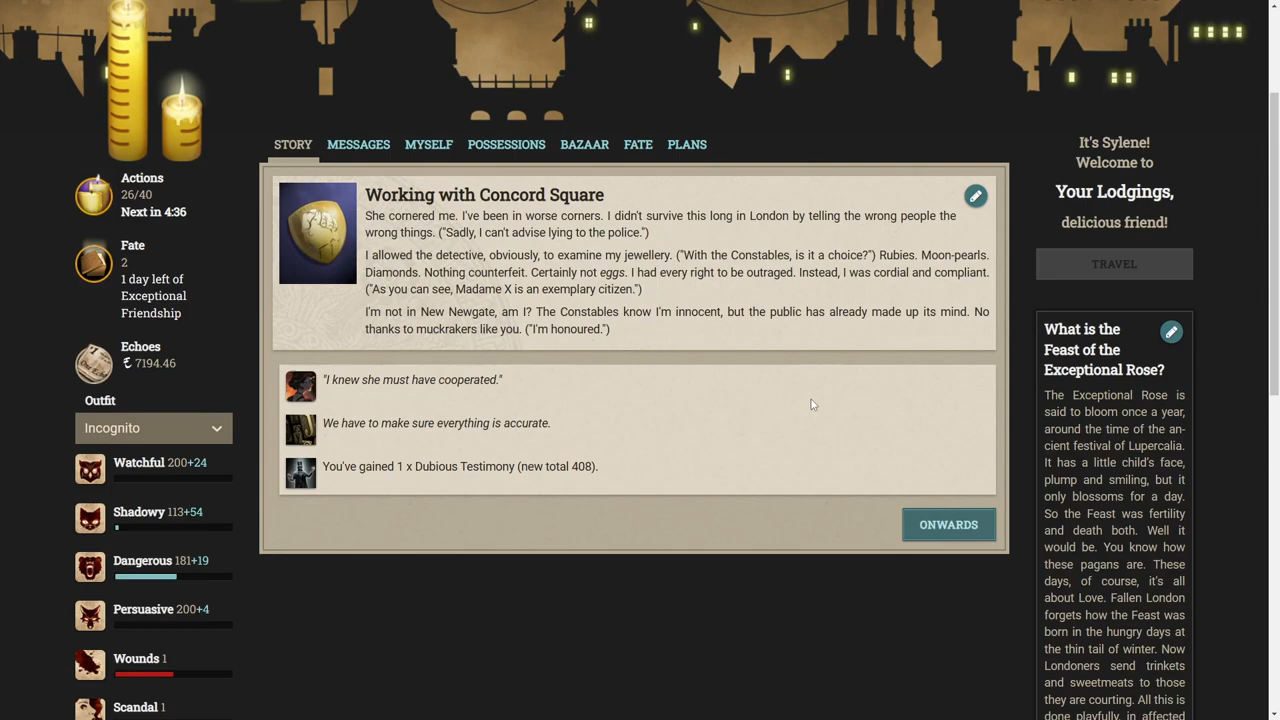 STORY MESSAGES MYSELF POSSESSIONS BAZAAR FATE PLANS
Actions
26/40
Next in 4:36
Fate
2
1 day left of
Exceptional
Friendship
Echoes
7194.46
Outfit
Incognito
Watchful 200+24
Shadowy 113+54
Dangerous 181+19
Persuasive 200+4
Wounds 1
Scandal 1
Working with Concord Square
She cornered me. I've been in worse corners. I didn't survive this long in London by telling the wrong people the
wrong things. ("Sadly, I can't advise lying to the police.")
I allowed the detective, obviously, to examine my jewellery. ("With the Constables, is it a choice?") Rubies. Moon-pearls.
Diamonds. Nothing counterfeit. Certainly not eggs. I had every right to be outraged. Instead, I was cordial and compliant.
("As you can see, Madame X is an exemplary citizen.")
I'm not in New Newgate, am I? The Constables know I'm innocent, but the public has already made up its mind. No
thanks to muckrakers like you. ("I'm honoured.")
"I knew she must have cooperated."
We have to make sure everything is accurate.
You've gained 1 x Dubious Testimony (new total 408).
ONWARDS
It's Sylene!
Welcome to
Your Lodgings,
delicious friend!
TRAVEL
What is the
Feast of the
Exceptional Rose?
The Exceptional Rose is
said to bloom once a year,
around the time of the an-
cient festival of Lupercalia.
It has a little child's face,
plump and smiling, but it
only blossoms for a day.
So the Feast was fertility
and death both. Well it
would be. You know how
these pagans are. These
days, of course, it's all
about Love. Fallen London
forgets how the Feast was
born in the hungry days at
the thin tail of winter. Now
Londoners send trinkets
and sweetmeats to those
they are courting. All this is
done playfully, in affected